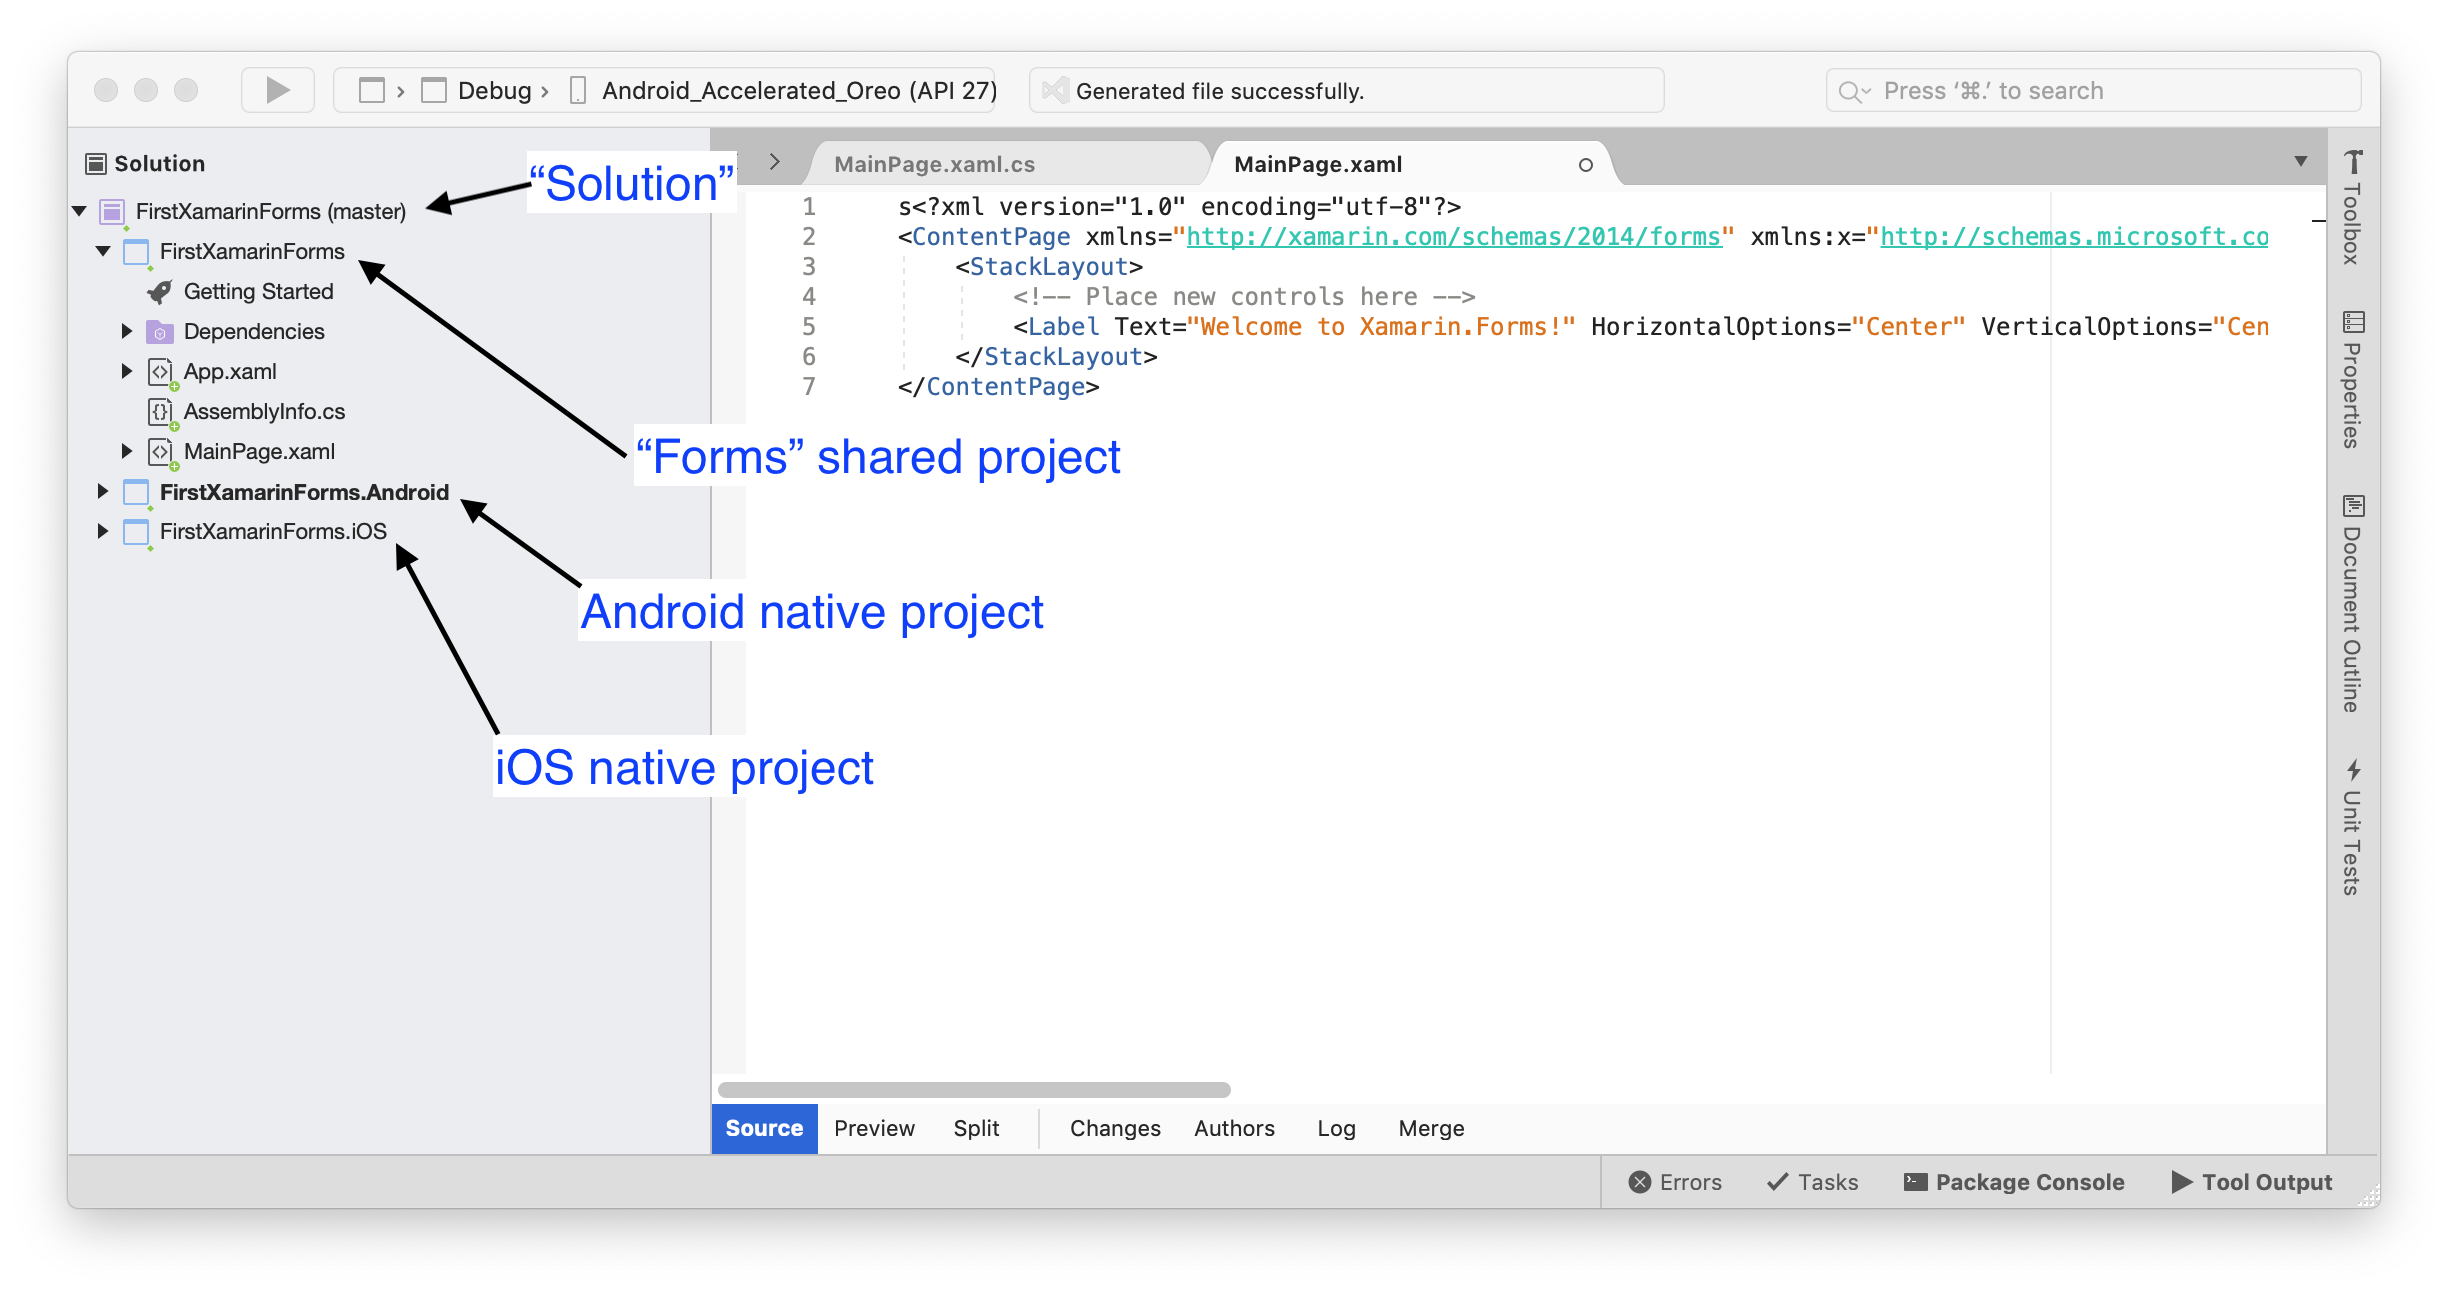 Debug
Android_Accelerated_Oreo (API 27)
Generated file successfully.
Press ‘⌘.’ to search
Solution
“Solution”
FirstXamarinForms (master)
FirstXamarinForms
Getting Started
Dependencies
App.xaml
AssemblyInfo.cs
MainPage.xaml
FirstXamarinForms.Android
FirstXamarinForms.iOS
“Forms” shared project
Android native project
iOS native project
MainPage.xaml.cs
MainPage.xaml
1 s<?xml version="1.0" encoding="utf-8"?>
2 <ContentPage xmlns="http://xamarin.com/schemas/2014/forms" xmlns:x="http://schemas.microsoft.co
3 <StackLayout>
4 <!-- Place new controls here -->
5 <Label Text="Welcome to Xamarin.Forms!" HorizontalOptions="Center" VerticalOptions="Cen
6 </StackLayout>
7 </ContentPage>
Toolbox
Properties
Document Outline
Unit Tests
Source Preview Split Changes Authors Log Merge
Errors Tasks Package Console Tool Output